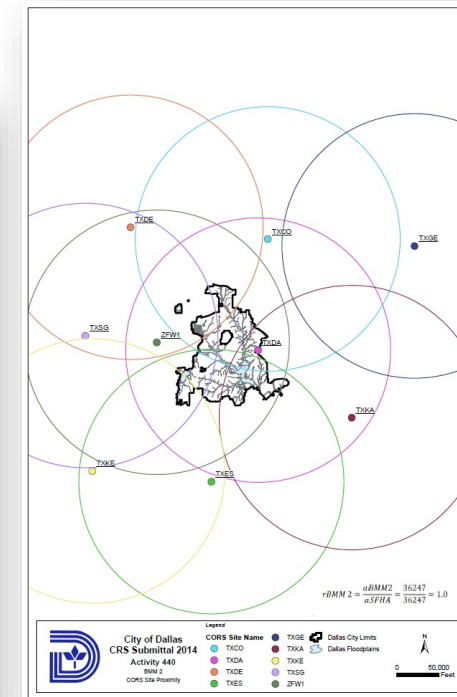 TXDE
TXCO
TXGE
TXSG
ZFW1
TXDA
TXKA
TXKE
TXES
rBMM 2 = aBMM2 / aSFHA = 36247 / 36247 = 1.0
City of Dallas
CRS Submittal 2014
Activity 440
BMM 2
CORS Site Proximity
Legend
CORS Site Name
TXCO
TXDA
TXDE
TXES
TXGE
TXKA
TXKE
TXSG
ZFW1
Dallas City Limits
Dallas Floodplains
N
0 50,000
Feet